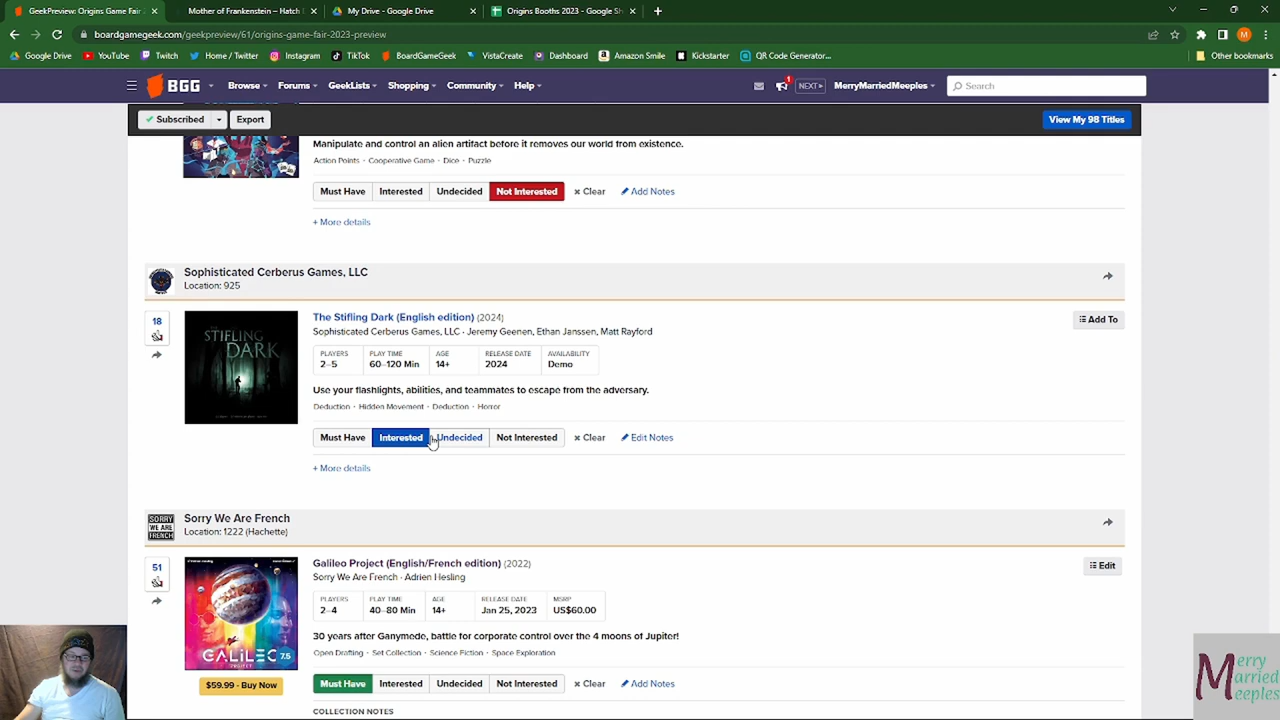 GeekPreview: Origins Game Fair
Mother of Frankenstein – Hatch
My Drive - Google Drive
Origins Booths 2023 - Google Sh
boardgamegeek.com/geekpreview/61/origins-game-fair-2023-preview
Google Drive YouTube Twitch Home / Twitter Instagram TikTok BoardGameGeek VistaCreate Dashboard Amazon Smile Kickstarter QR Code Generator... Other bookmarks
BGG Browse Forums GeekLists Shopping Community Help 1 NEXT MerryMarriedMeeples Search
Subscribed Export View My 98 Titles
Manipulate and control an alien artifact before it removes our world from existence.
Action Points · Cooperative Game · Dice · Puzzle
Must Have Interested Undecided Not Interested × Clear Add Notes
+ More details
Sophisticated Cerberus Games, LLC
Location: 925
18
THE STIFLING DARK
The Stifling Dark (English edition) (2024)
Add To
Sophisticated Cerberus Games, LLC · Jeremy Geenen, Ethan Janssen, Matt Rayford
PLAYERS PLAY TIME AGE RELEASE DATE AVAILABILITY
2–5 60–120 Min 14+ 2024 Demo
Use your flashlights, abilities, and teammates to escape from the adversary.
Deduction · Hidden Movement · Deduction · Horror
Must Have Interested Undecided Not Interested × Clear Edit Notes
+ More details
SORRY WE ARE FRENCH
Sorry We Are French
Location: 1222 (Hachette)
51
GALILEO PROJECT
7.5
Galileo Project (English/French edition) (2022)
Edit
Sorry We Are French · Adrien Hesling
PLAYERS PLAY TIME AGE RELEASE DATE MSRP
2–4 40–80 Min 14+ Jan 25, 2023 US$60.00
30 years after Ganymede, battle for corporate control over the 4 moons of Jupiter!
Open Drafting · Set Collection · Science Fiction · Space Exploration
$59.99 - Buy Now
Must Have Interested Undecided Not Interested × Clear Add Notes
COLLECTION NOTES
Merry
Married
Meeples